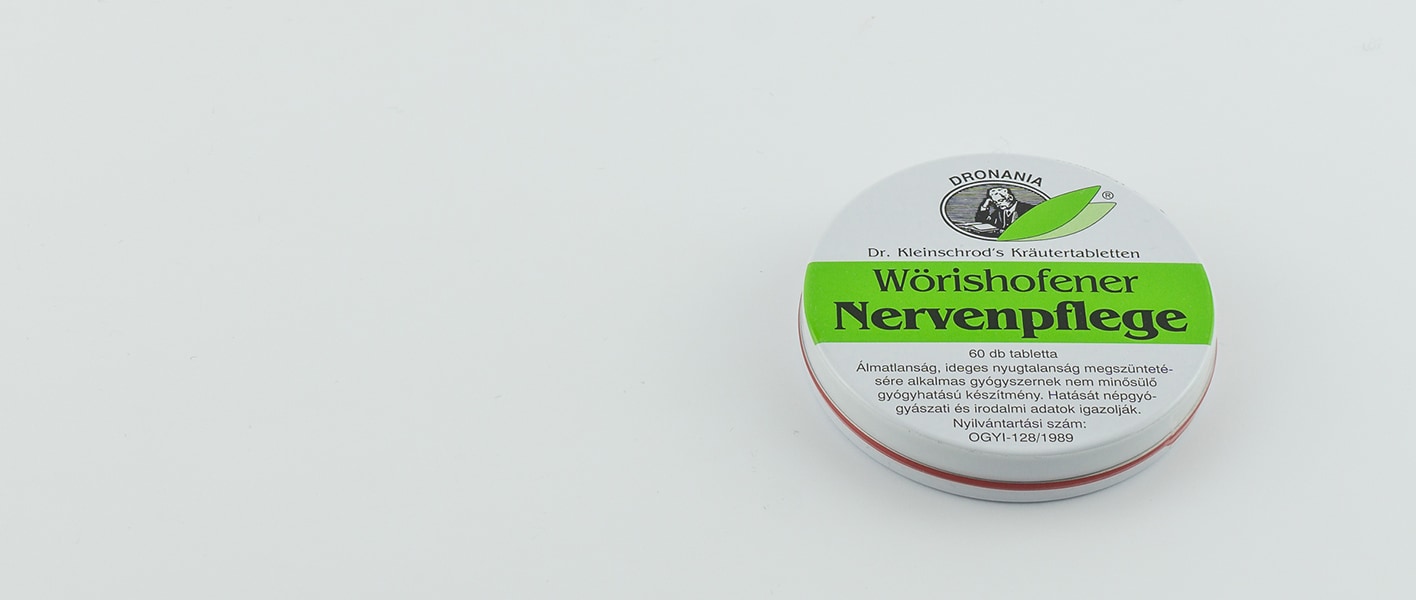 DRONANIA
®
Dr. Kleinschrod's Kräutertabletten
Wörishofener
Nervenpflege
60 db tabletta
Álmatlanság, ideges nyugtalanság megszünteté-
sére alkalmas gyógyszernek nem minősülő
gyógyhatású készítmény. Hatását népgyó-
gyászati és irodalmi adatok igazolják.
Nyilvántartási szám:
OGYI-128/1989